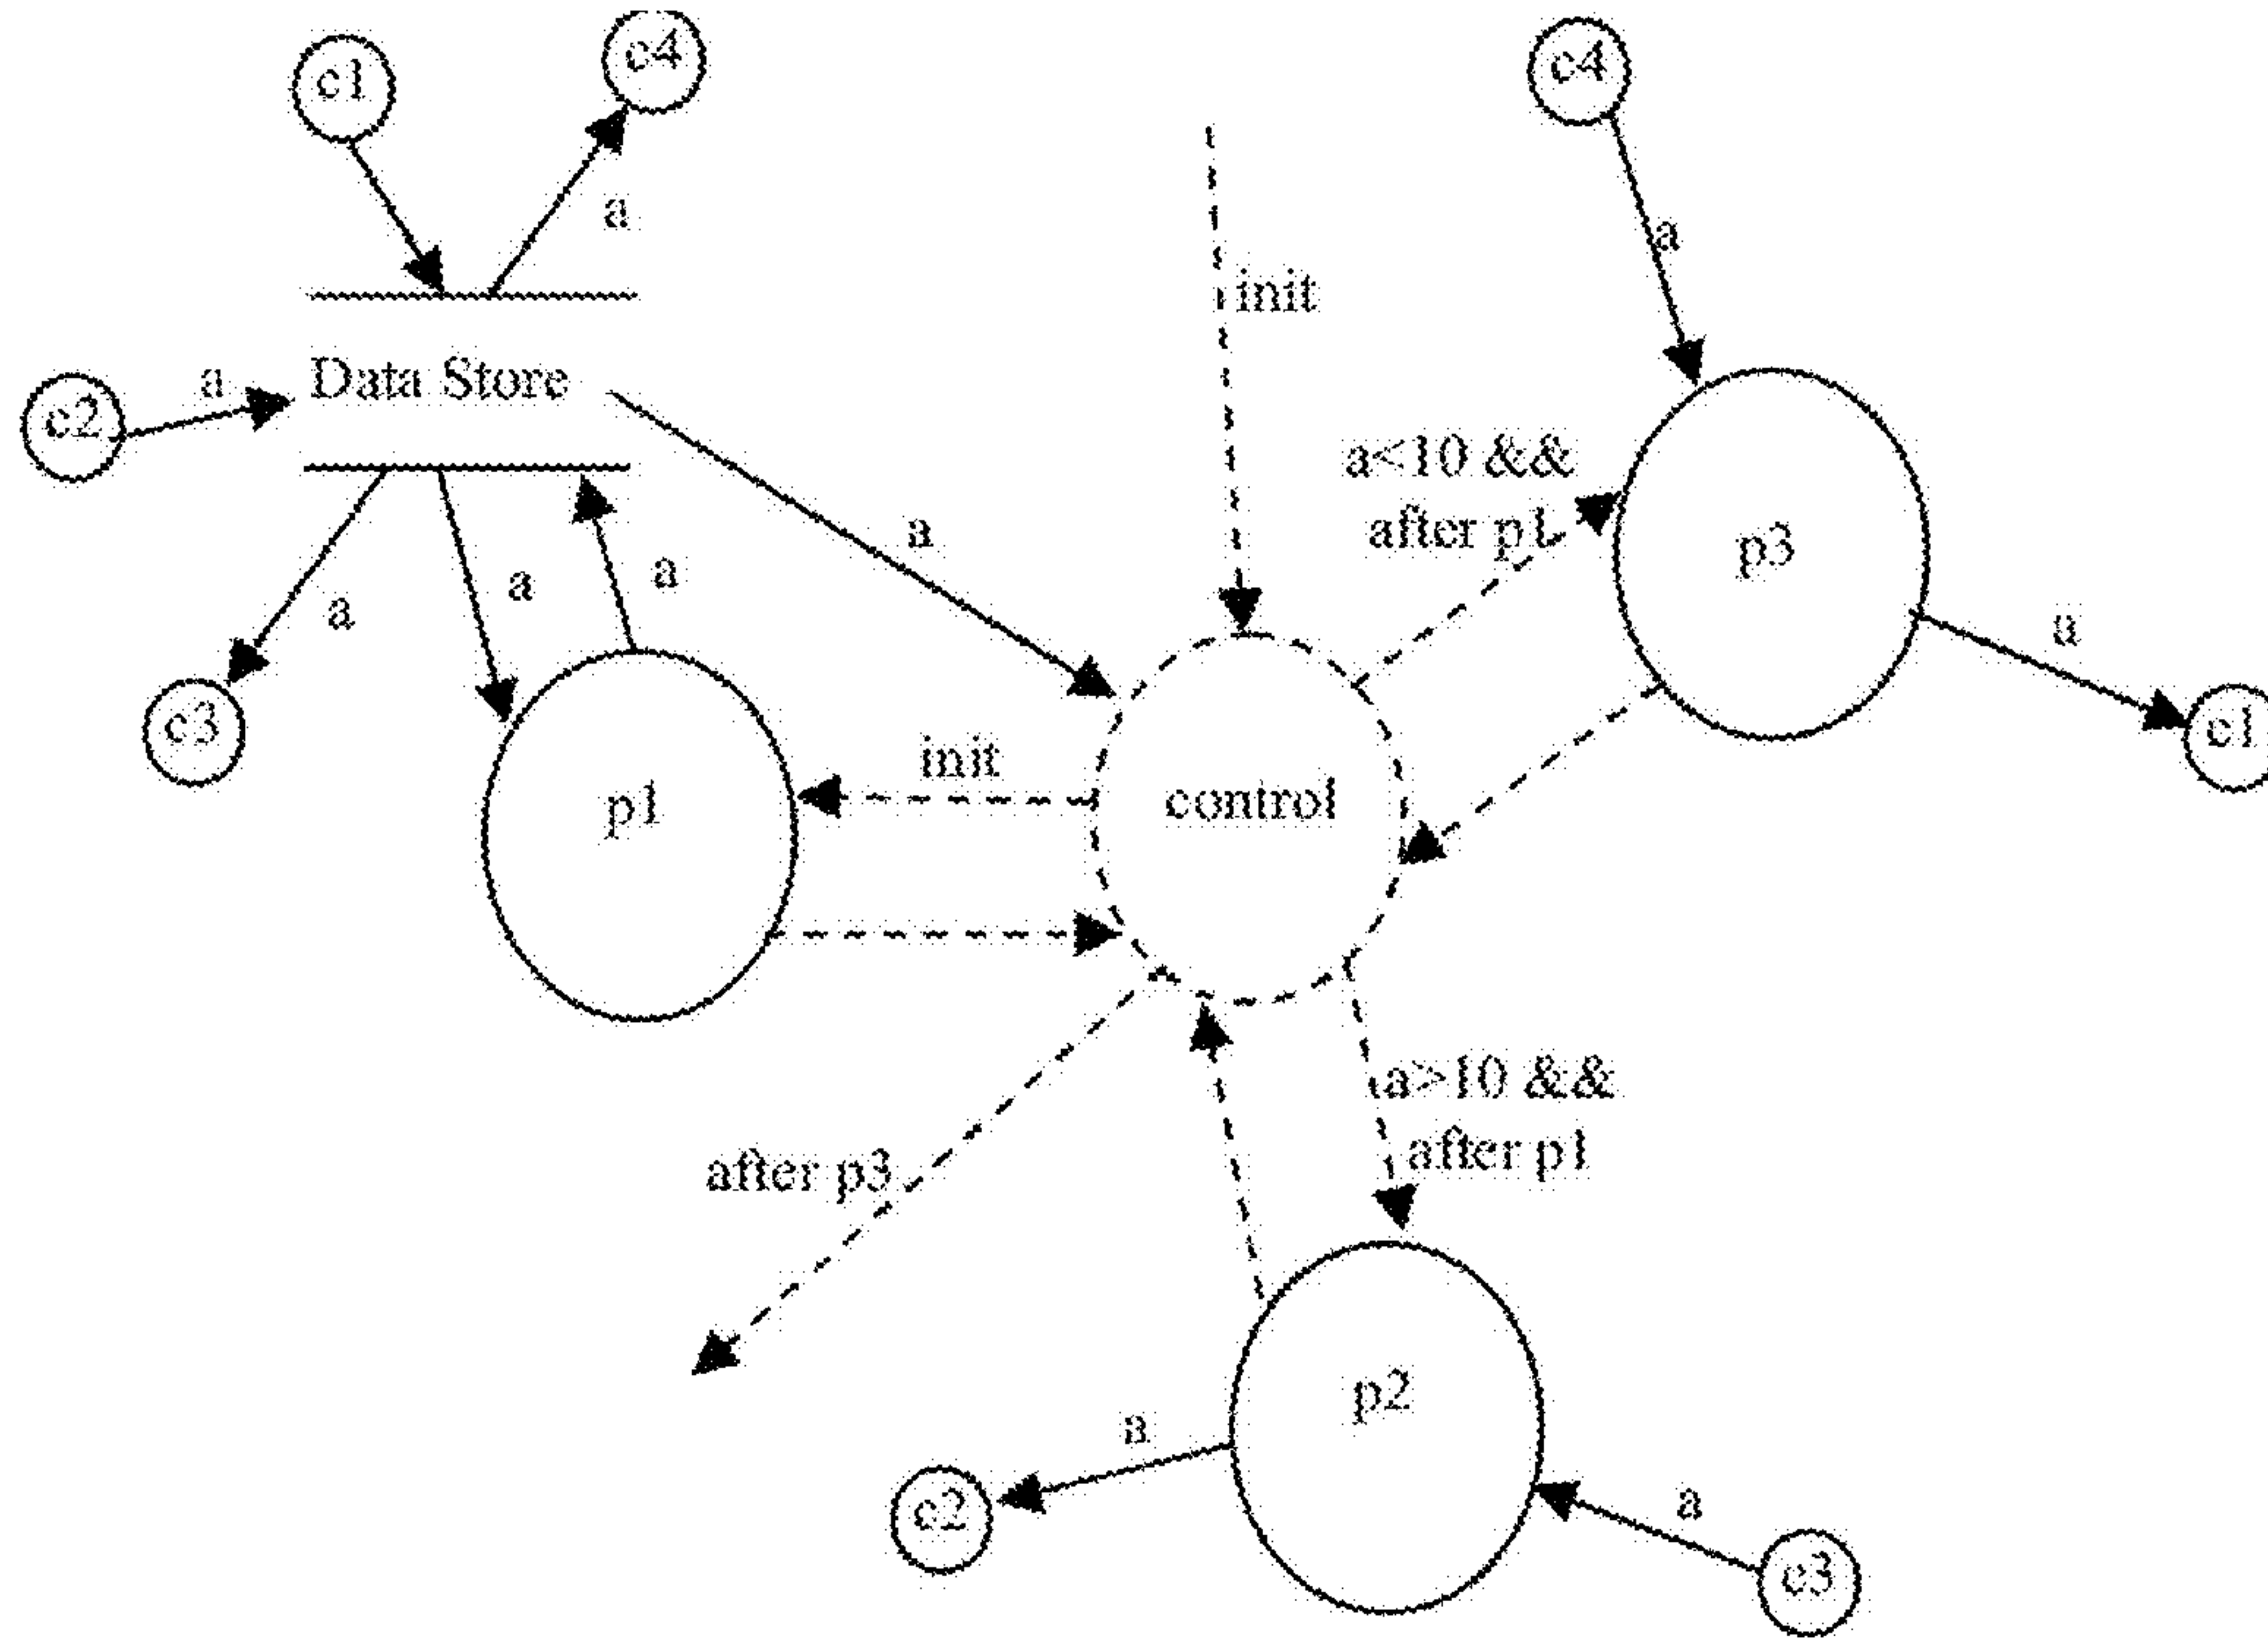 c1
c4
c4
a
a
init
c2
a
Data Store
a<10 &&
after p1
a
p3
a
a
a
a
c3
init
c1
p1
control
after p3
a>10 &&
after p1
p2
a
c2
a
c3